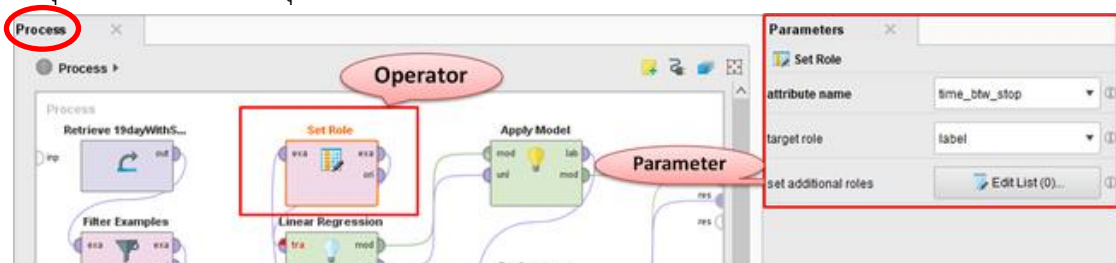 Process
Process
Operator
Process
Retrieve 19dayWithS...
inp
out
Set Role
exa
exa
ori
Apply Model
mod
lab
unl
mod
Parameter
res
res
Filter Examples
exa
exa
Linear Regression
tra
mod
Parameters
Set Role
attribute name
time_btw_stop
target role
label
set additional roles
Edit List (0)...